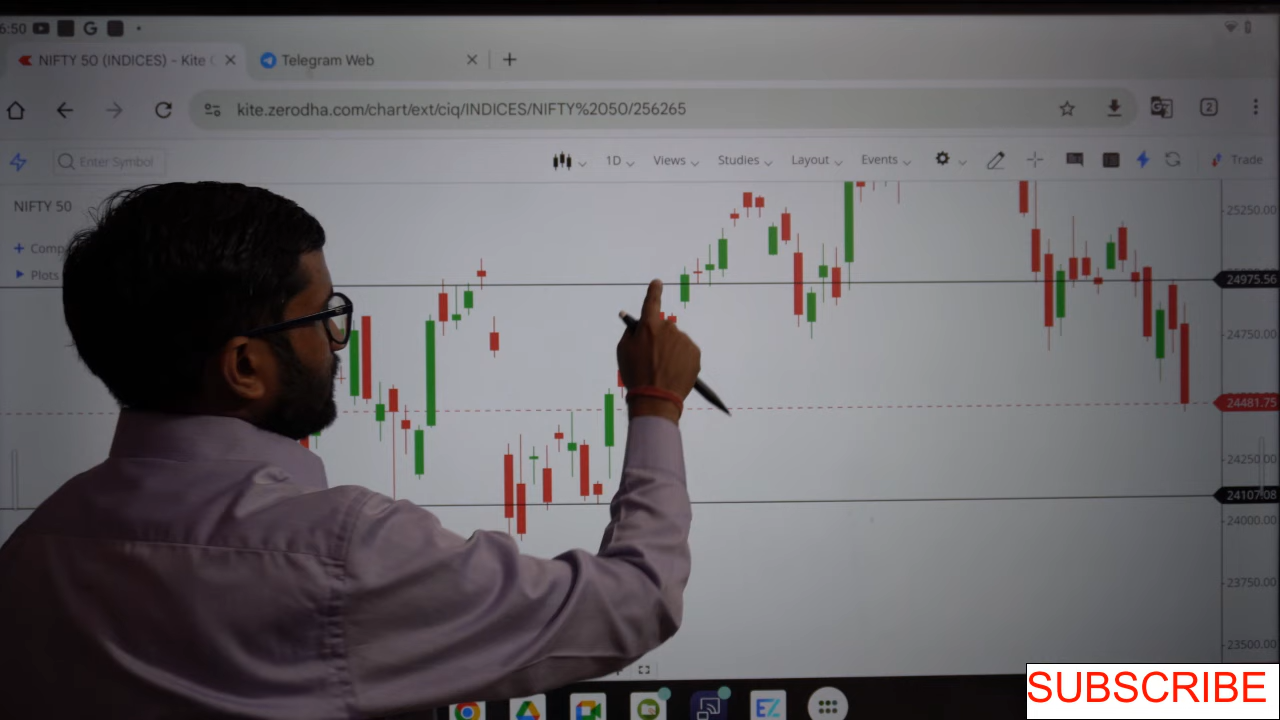 6:50
NIFTY 50 (INDICES) - Kite Telegram Web
kite.zerodha.com/chart/ext/ciq/INDICES/NIFTY%2050/256265 2
Enter Symbol 1D Views Studies Layout Events Trade
NIFTY 50
Plots
25250.00
24975.56
24750.00
24481.75
24250.00
24107.08
24000.00
23750.00
23500.00
SUBSCRIBE
EZ